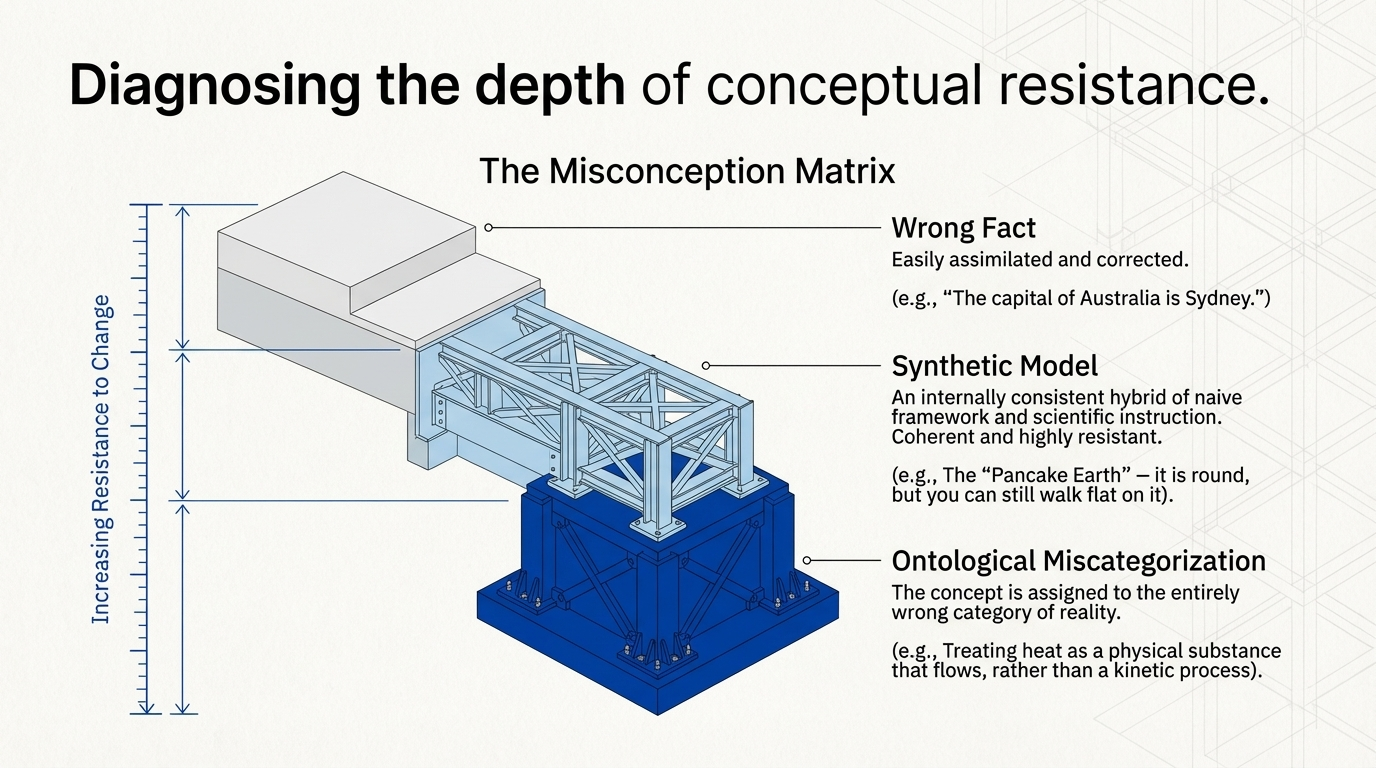 Diagnosing the depth of conceptual resistance.
The Misconception Matrix
Increasing Resistance to Change
Wrong Fact
Easily assimilated and corrected.
(e.g., “The capital of Australia is Sydney.”)
Synthetic Model
An internally consistent hybrid of naive
framework and scientific instruction.
Coherent and highly resistant.
(e.g., The “Pancake Earth” – it is round,
but you can still walk flat on it).
Ontological Miscategorization
The concept is assigned to the entirely
wrong category of reality.
(e.g., Treating heat as a physical substance
that flows, rather than a kinetic process).